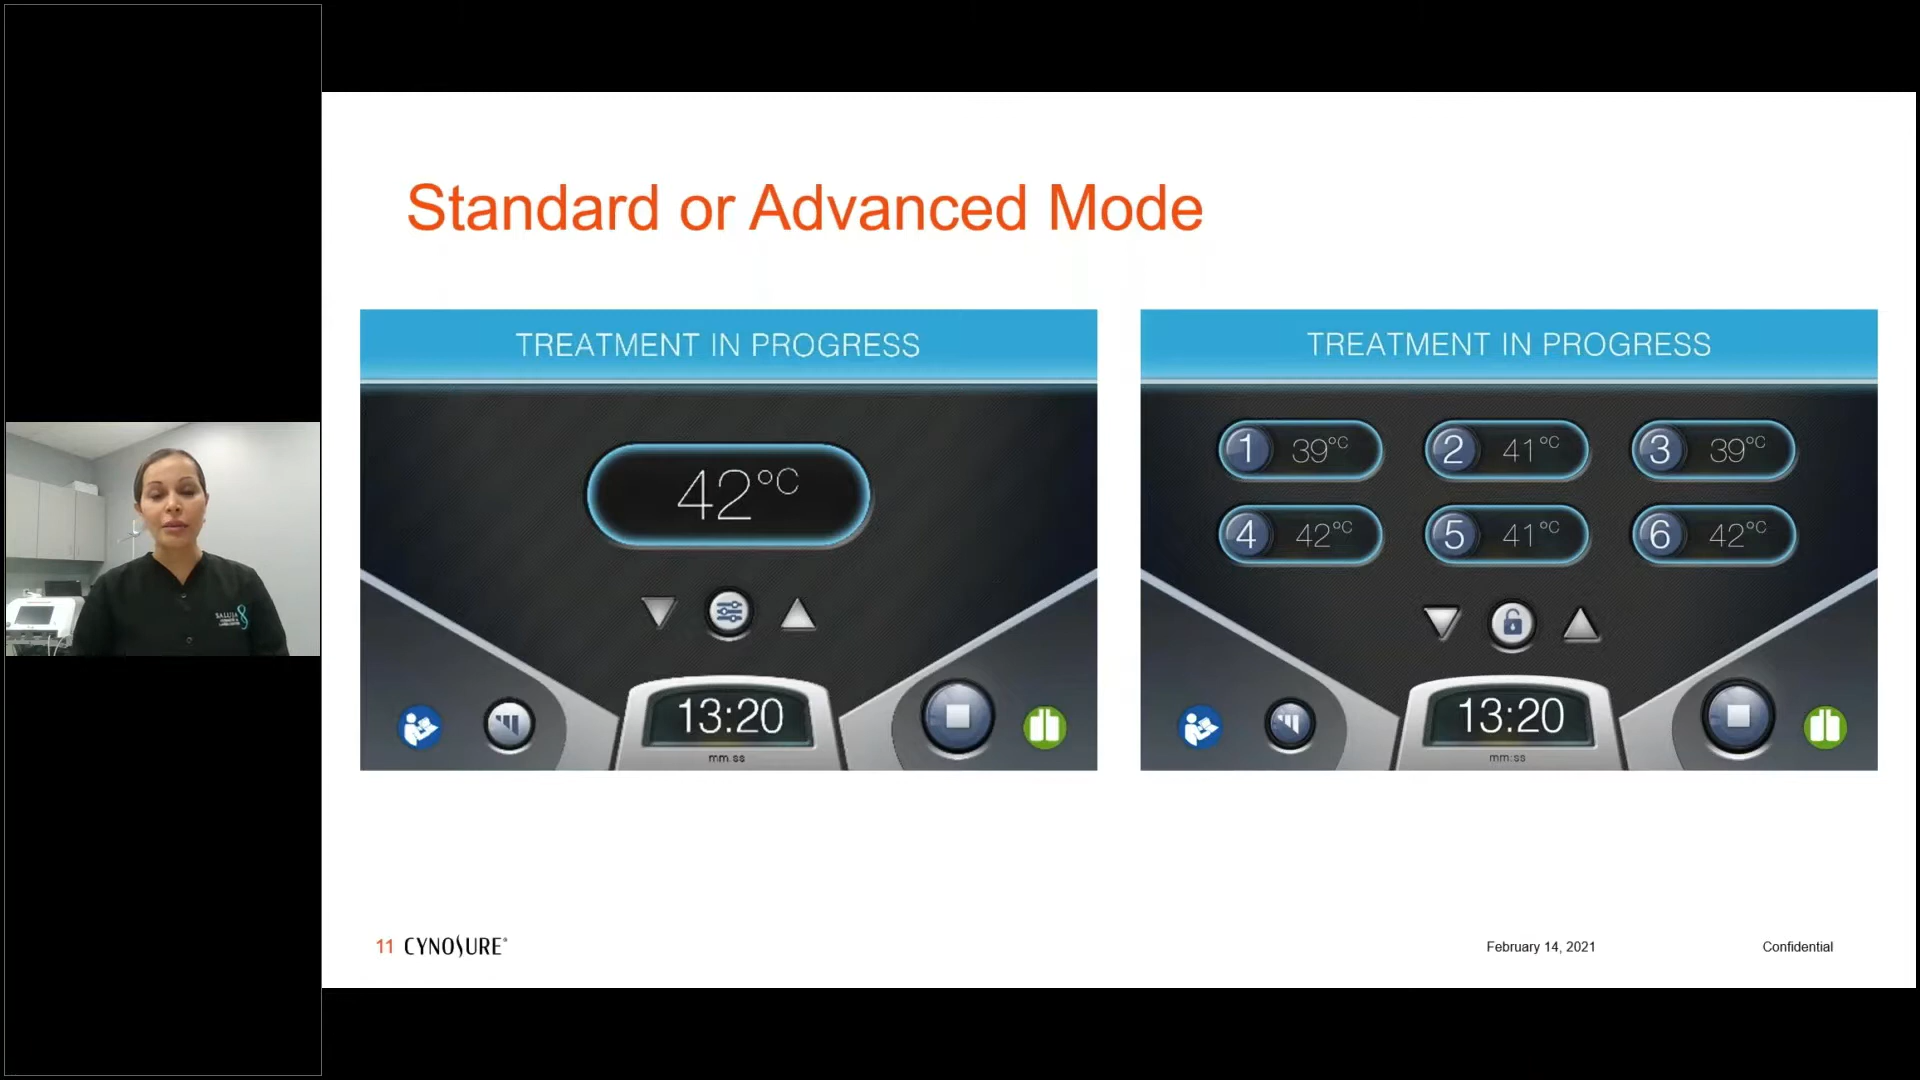 Standard or Advanced Mode
TREATMENT IN PROGRESS
42°C
13:20
mm:ss
TREATMENT IN PROGRESS
1 39°C 2 41°C 3 39°C
4 42°C 5 41°C 6 42°C
13:20
mm:ss
SALUJA
11 CYNOSURE®
February 14, 2021
Confidential